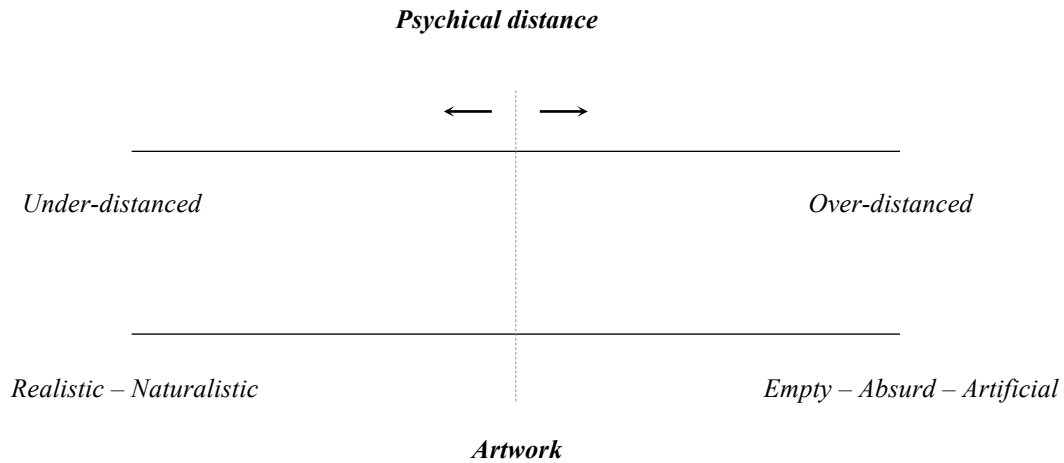 Psychical distance
Under-distanced
Over-distanced
Realistic – Naturalistic
Empty – Absurd – Artificial
Artwork